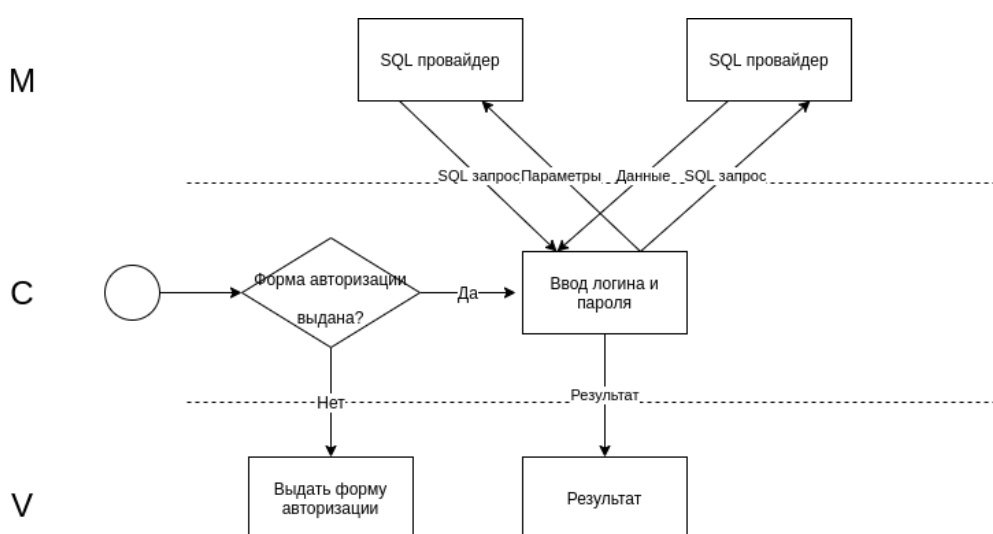 SQL провайдер
SQL провайдер
M
SQL запрос
Параметры
Данные
SQL запрос
Форма авторизации
выдана?
Да
Ввод логина и
пароля
C
Нет
Результат
Выдать форму
авторизации
Результат
V